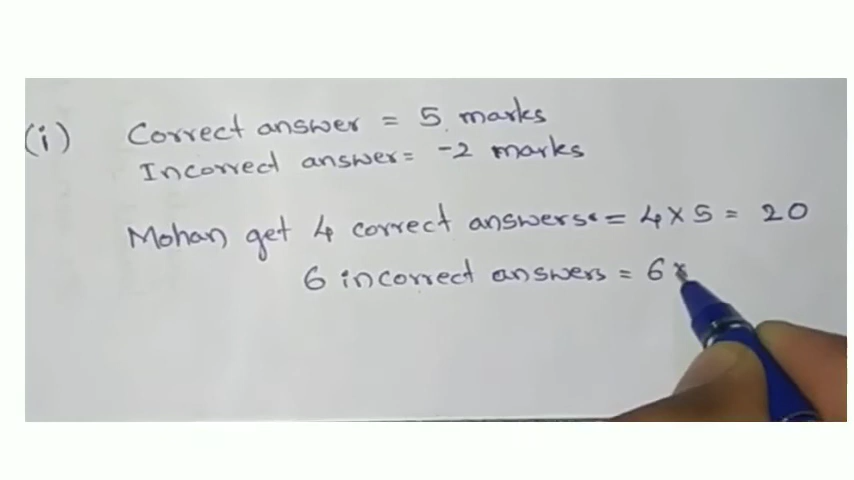 (i) Correct answer = 5 marks
Incorrect answer = -2 marks
Mohan get 4 correct answers = 4 × 5 = 20
6 incorrect answers = 6 ×